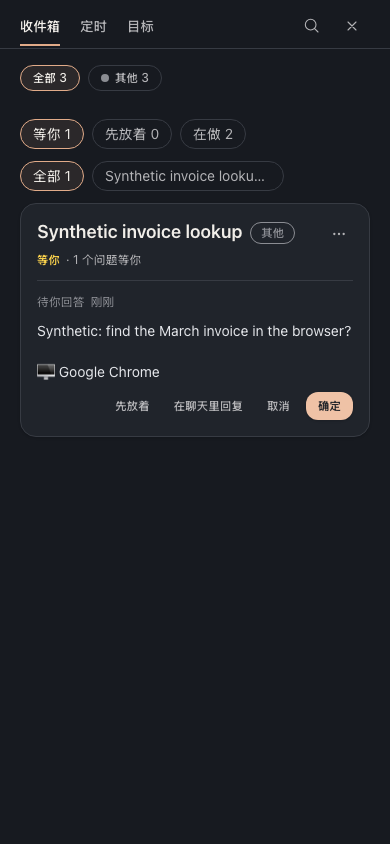 收件箱 定时 目标
全部 3 其他 3
等你 1 先放着 0 在做 2
全部 1 Synthetic invoice looku...
Synthetic invoice lookup 其他
等你 · 1 个问题等你
待你回答 刚刚
Synthetic: find the March invoice in the browser?
Google Chrome
先放着 在聊天里回复 取消 确定